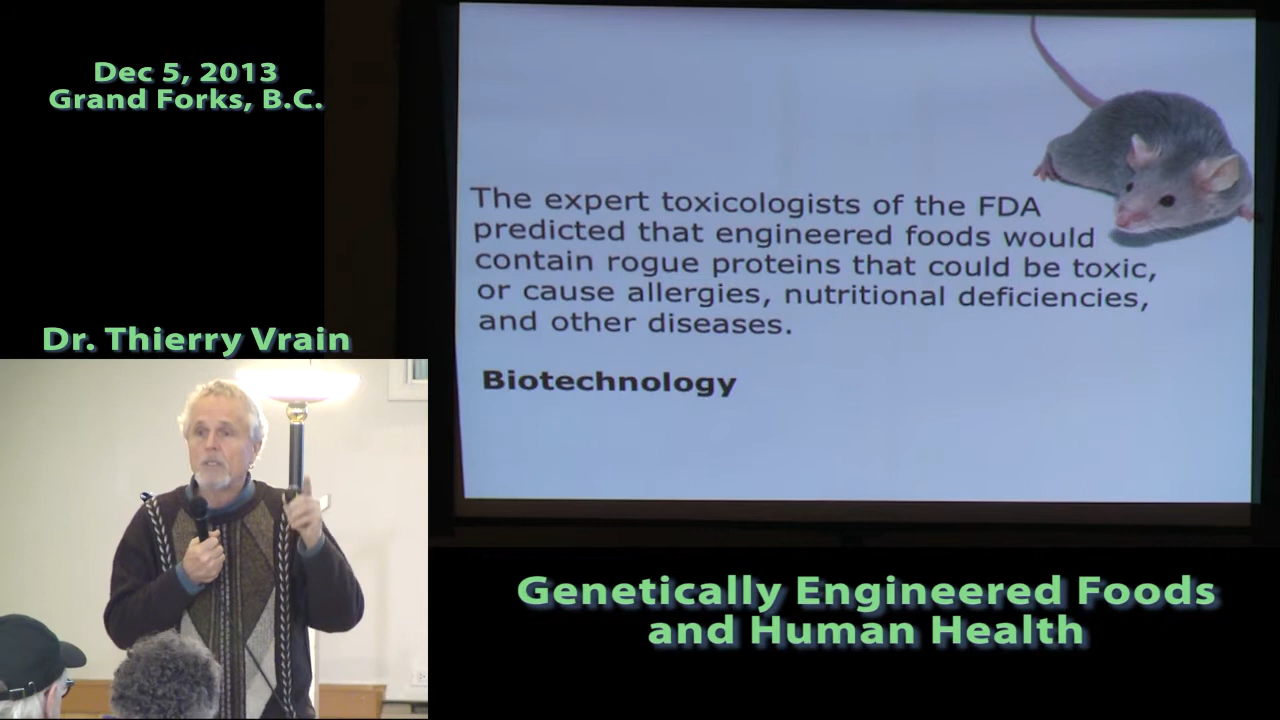 Dec 5, 2013
Grand Forks, B.C.
Dr. Thierry Vrain
The expert toxicologists of the FDA
predicted that engineered foods would
contain rogue proteins that could be toxic,
or cause allergies, nutritional deficiencies,
and other diseases.
Biotechnology
Genetically Engineered Foods
and Human Health